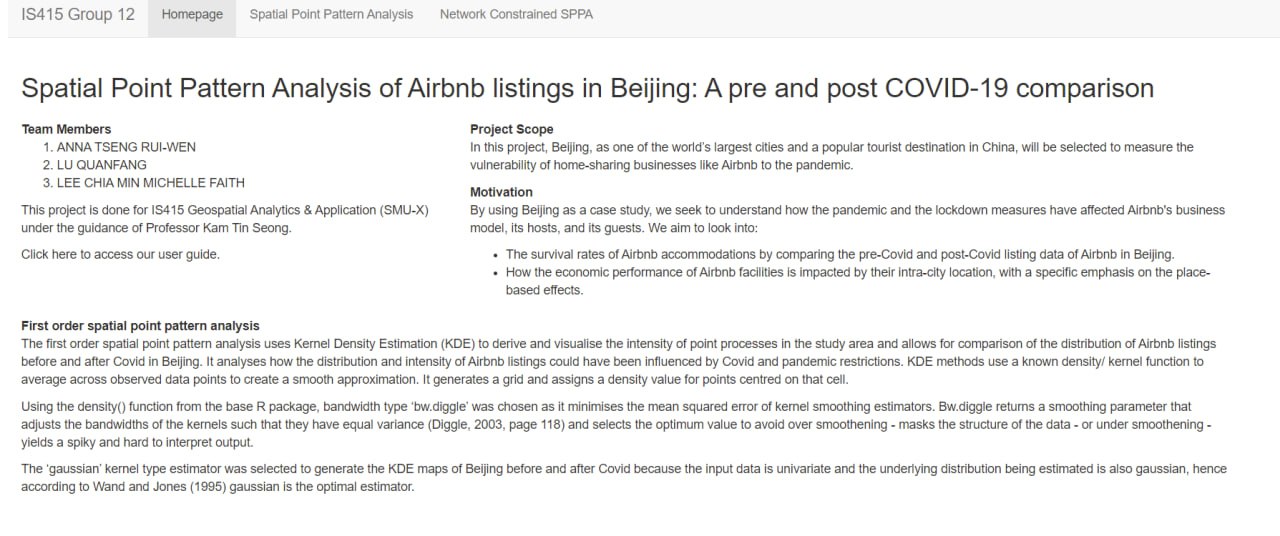 IS415 Group 12 Homepage Spatial Point Pattern Analysis Network Constrained SPPA
Spatial Point Pattern Analysis of Airbnb listings in Beijing: A pre and post COVID-19 comparison
Team Members
1. ANNA TSENG RUI-WEN
2. LU QUANFANG
3. LEE CHIA MIN MICHELLE FAITH
This project is done for IS415 Geospatial Analytics & Application (SMU-X)
under the guidance of Professor Kam Tin Seong.
Click here to access our user guide.
Project Scope
In this project, Beijing, as one of the world's largest cities and a popular tourist destination in China, will be selected to measure the
vulnerability of home-sharing businesses like Airbnb to the pandemic.
Motivation
By using Beijing as a case study, we seek to understand how the pandemic and the lockdown measures have affected Airbnb's business
model, its hosts, and its guests. We aim to look into:
• The survival rates of Airbnb accommodations by comparing the pre-Covid and post-Covid listing data of Airbnb in Beijing.
• How the economic performance of Airbnb facilities is impacted by their intra-city location, with a specific emphasis on the place-
based effects.
First order spatial point pattern analysis
The first order spatial point pattern analysis uses Kernel Density Estimation (KDE) to derive and visualise the intensity of point processes in the study area and allows for comparison of the distribution of Airbnb listings
before and after Covid in Beijing. It analyses how the distribution and intensity of Airbnb listings could have been influenced by Covid and pandemic restrictions. KDE methods use a known density/ kernel function to
average across observed data points to create a smooth approximation. It generates a grid and assigns a density value for points centred on that cell.
Using the density() function from the base R package, bandwidth type 'bw.diggle' was chosen as it minimises the mean squared error of kernel smoothing estimators. Bw.diggle returns a smoothing parameter that
adjusts the bandwidths of the kernels such that they have equal variance (Diggle, 2003, page 118) and selects the optimum value to avoid over smoothening - masks the structure of the data - or under smoothening -
yields a spiky and hard to interpret output.
The 'gaussian' kernel type estimator was selected to generate the KDE maps of Beijing before and after Covid because the input data is univariate and the underlying distribution being estimated is also gaussian, hence
according to Wand and Jones (1995) gaussian is the optimal estimator.